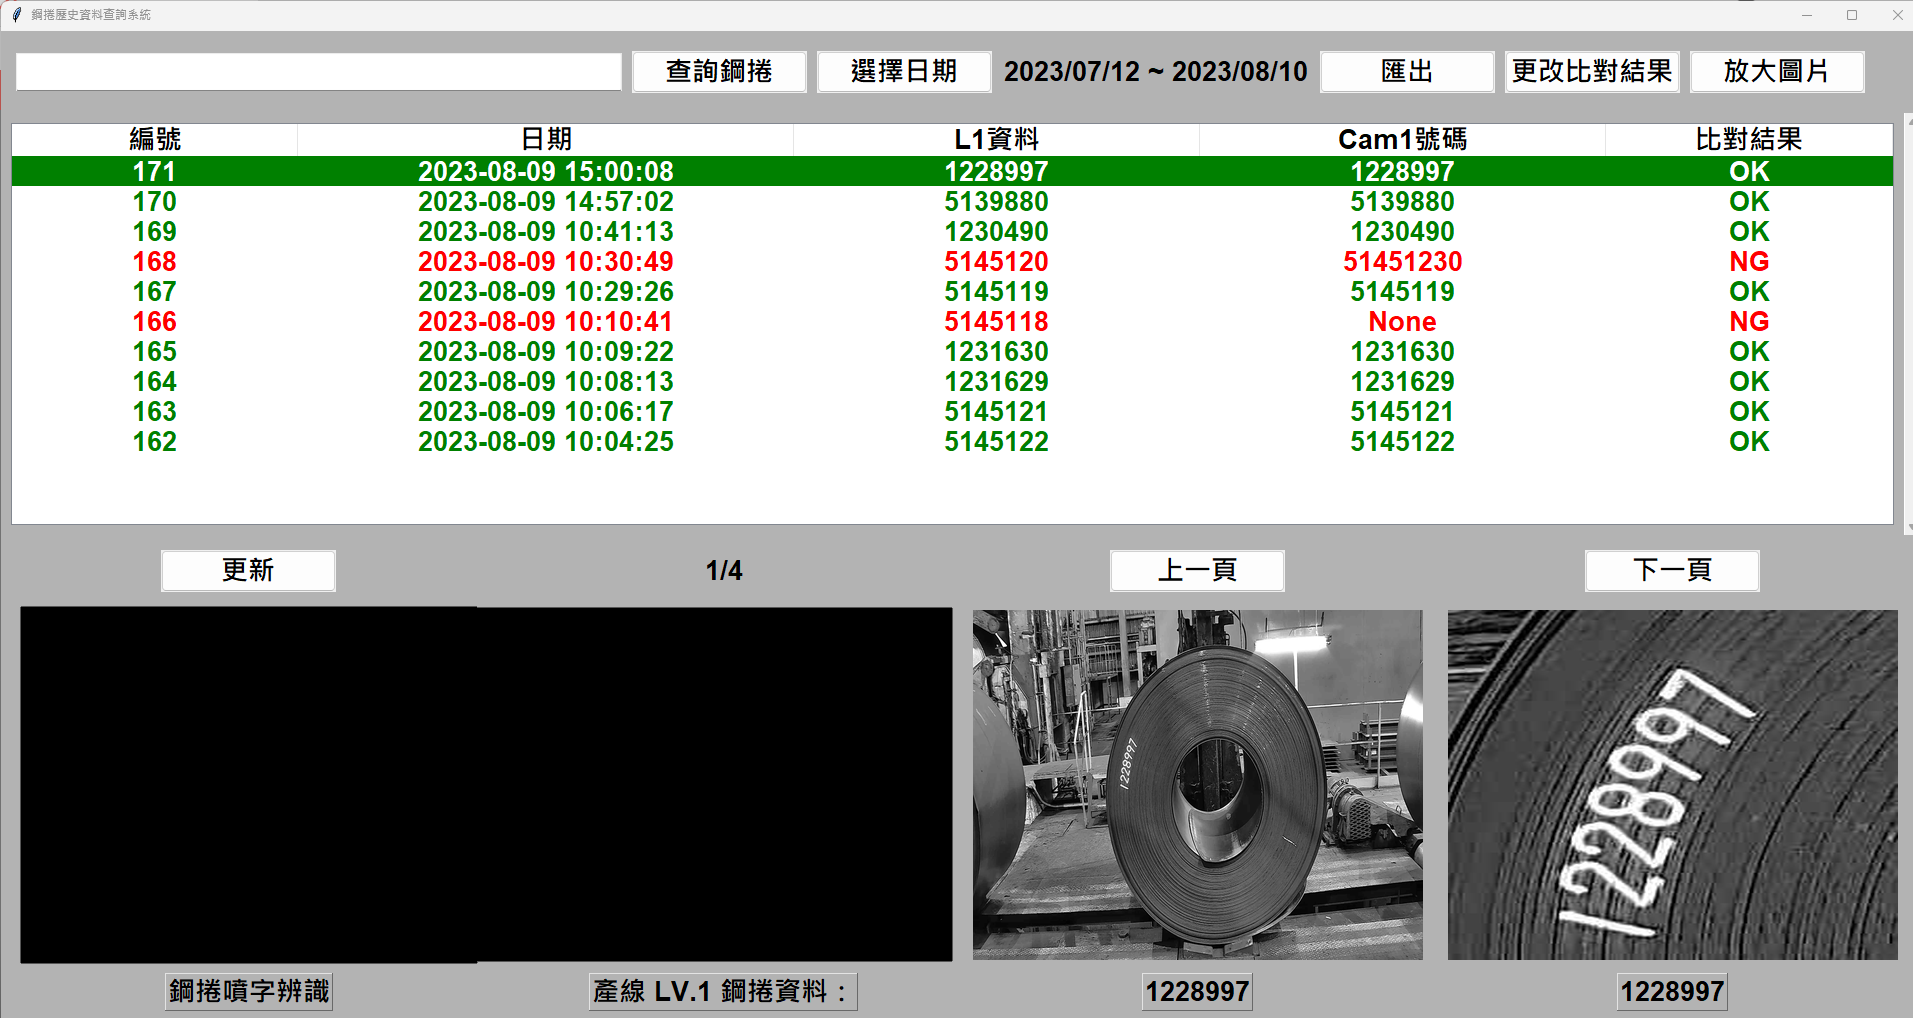 鋼捲歷史資料查詢系統
查詢鋼捲 選擇日期 2023/07/12 ~ 2023/08/10 匯出 更改比對結果 放大圖片
編號 日期 L1資料 Cam1號碼 比對結果
171 2023-08-09 15:00:08 1228997 1228997 OK
170 2023-08-09 14:57:02 5139880 5139880 OK
169 2023-08-09 10:41:13 1230490 1230490 OK
168 2023-08-09 10:30:49 5145120 51451230 NG
167 2023-08-09 10:29:26 5145119 5145119 OK
166 2023-08-09 10:10:41 5145118 None NG
165 2023-08-09 10:09:22 1231630 1231630 OK
164 2023-08-09 10:08:13 1231629 1231629 OK
163 2023-08-09 10:06:17 5145121 5145121 OK
162 2023-08-09 10:04:25 5145122 5145122 OK
更新 1/4 上一頁 下一頁
1228997
1228997
鋼捲噴字辨識 產線 LV.1 鋼捲資料： 1228997 1228997